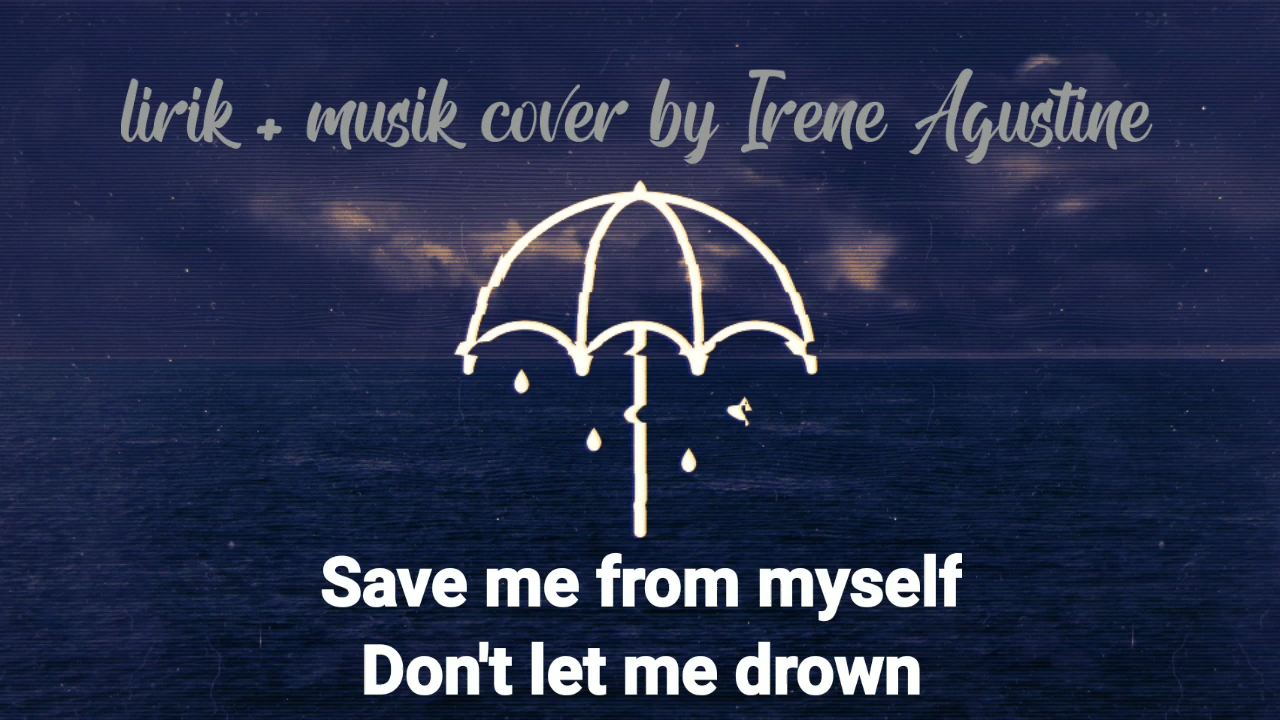 lirik + musik cover by Irene Agustine
Save me from myself
Don't let me drown